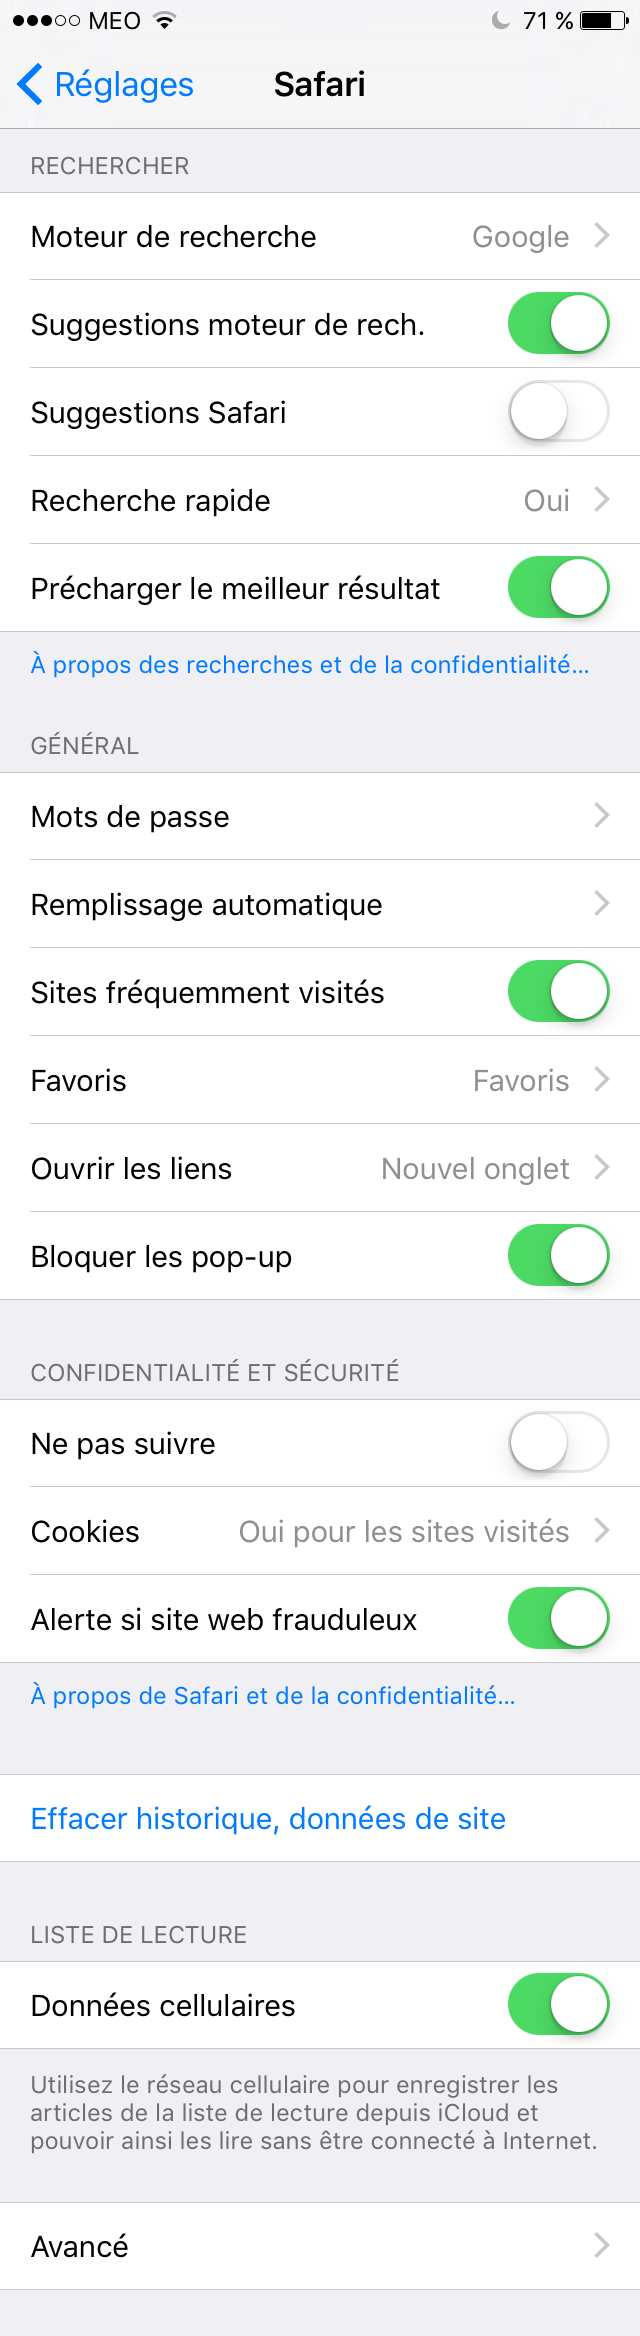 MEO 71 %
Réglages Safari
RECHERCHER
Moteur de recherche Google
Suggestions moteur de rech.
Suggestions Safari
Recherche rapide Oui
Précharger le meilleur résultat
À propos des recherches et de la confidentialité...
GÉNÉRAL
Mots de passe
Remplissage automatique
Sites fréquemment visités
Favoris Favoris
Ouvrir les liens Nouvel onglet
Bloquer les pop-up
CONFIDENTIALITÉ ET SÉCURITÉ
Ne pas suivre
Cookies Oui pour les sites visités
Alerte si site web frauduleux
À propos de Safari et de la confidentialité...
Effacer historique, données de site
LISTE DE LECTURE
Données cellulaires
Utilisez le réseau cellulaire pour enregistrer les
articles de la liste de lecture depuis iCloud et
pouvoir ainsi les lire sans être connecté à Internet.
Avancé